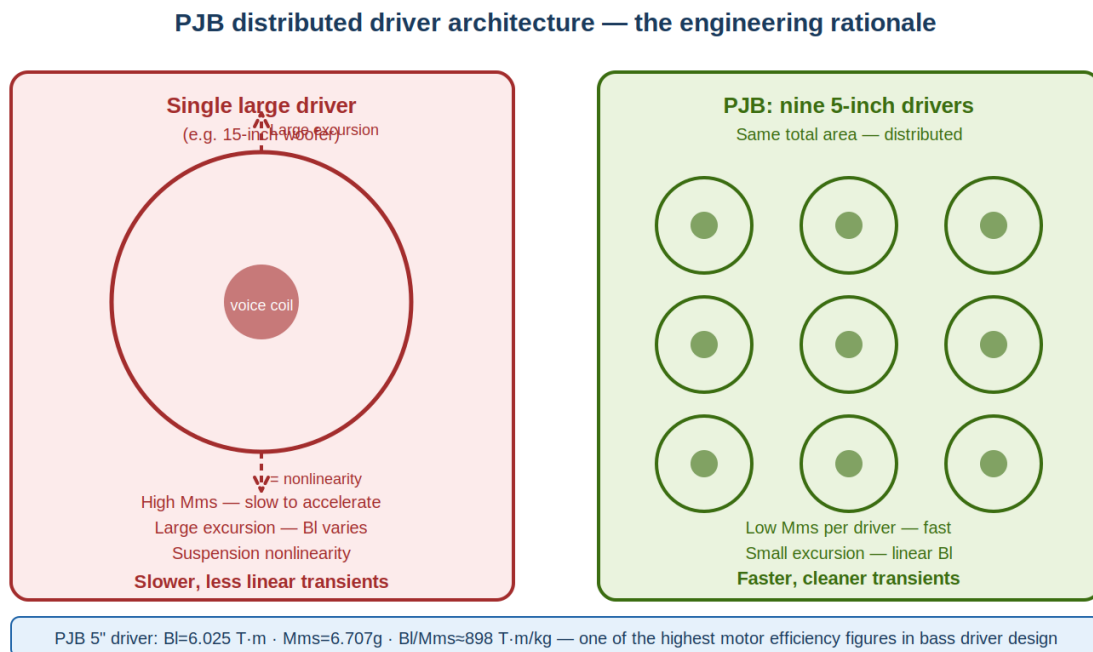 PJB distributed driver architecture — the engineering rationale
Single large driver
(e.g. 15-inch woofer)
Large excursion
voice coil
= nonlinearity
High Mms — slow to accelerate
Large excursion — Bl varies
Suspension nonlinearity
Slower, less linear transients
PJB: nine 5-inch drivers
Same total area — distributed
Low Mms per driver — fast
Small excursion — linear Bl
Faster, cleaner transients
PJB 5" driver: Bl=6.025 T·m · Mms=6.707g · Bl/Mms≈898 T·m/kg — one of the highest motor efficiency figures in bass driver design